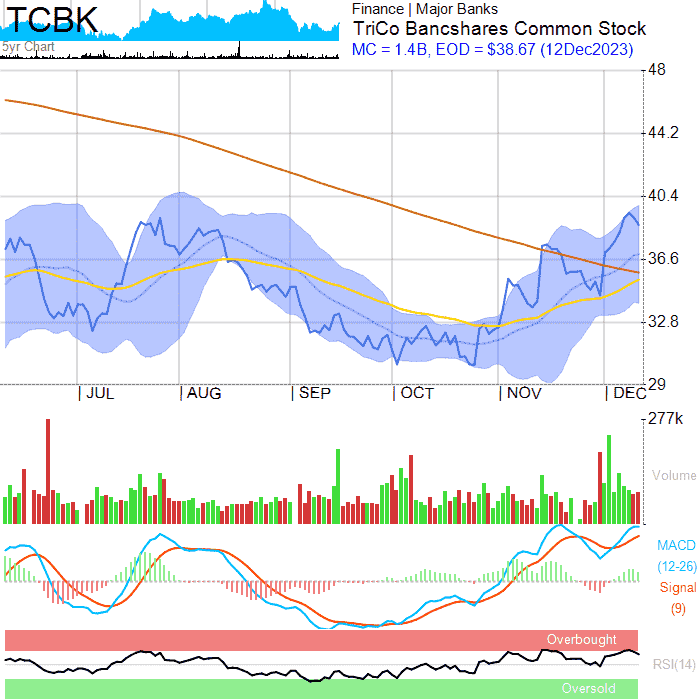 TCBK
5yr Chart
Finance | Major Banks
TriCo Bancshares Common Stock
MC = 1.4B, EOD = $38.67 (12Dec2023)
48
44.2
40.4
36.6
32.8
29
JUL
AUG
SEP
OCT
NOV
DEC
277k
Volume
MACD
(12-26)
Signal
(9)
Overbought
RSI(14)
Oversold